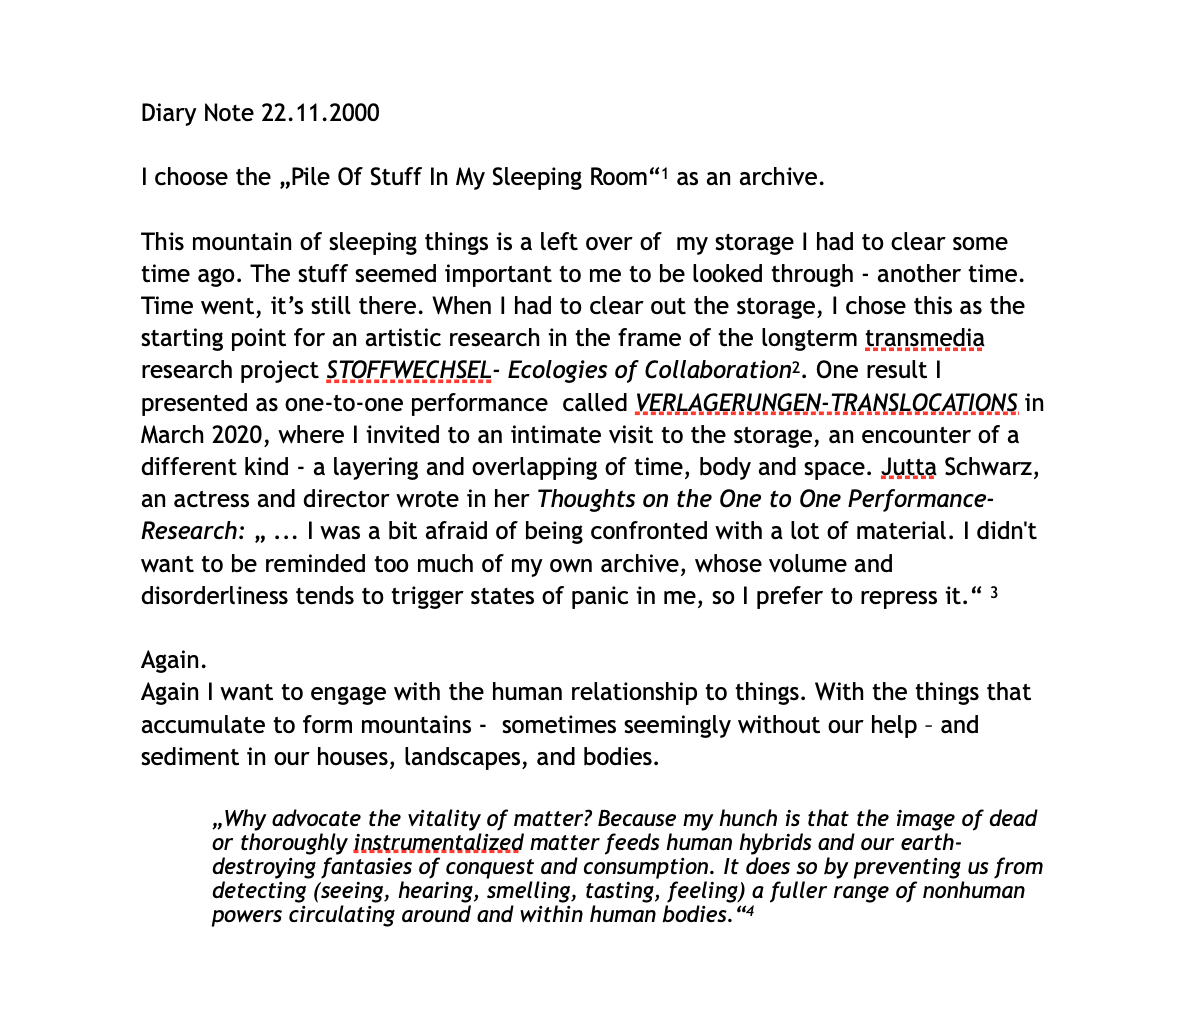 Diary Note 22.11.2000
I choose the „Pile Of Stuff In My Sleeping Room“¹ as an archive.
This mountain of sleeping things is a left over of  my storage I had to clear some
time ago. The stuff seemed important to me to be looked through - another time.
Time went, it’s still there. When I had to clear out the storage, I chose this as the
starting point for an artistic research in the frame of the longterm transmedia
research project STOFFWECHSEL- Ecologies of Collaboration². One result I
presented as one-to-one performance  called VERLAGERUNGEN-TRANSLOCATIONS in
March 2020, where I invited to an intimate visit to the storage, an encounter of a
different kind - a layering and overlapping of time, body and space. Jutta Schwarz,
an actress and director wrote in her Thoughts on the One to One Performance-
Research: „ ... I was a bit afraid of being confronted with a lot of material. I didn't
want to be reminded too much of my own archive, whose volume and
disorderliness tends to trigger states of panic in me, so I prefer to repress it.“ ³
Again.
Again I want to engage with the human relationship to things. With the things that
accumulate to form mountains -  sometimes seemingly without our help – and
sediment in our houses, landscapes, and bodies.
„Why advocate the vitality of matter? Because my hunch is that the image of dead
or thoroughly instrumentalized matter feeds human hybrids and our earth-
destroying fantasies of conquest and consumption. It does so by preventing us from
detecting (seeing, hearing, smelling, tasting, feeling) a fuller range of nonhuman
powers circulating around and within human bodies.“⁴